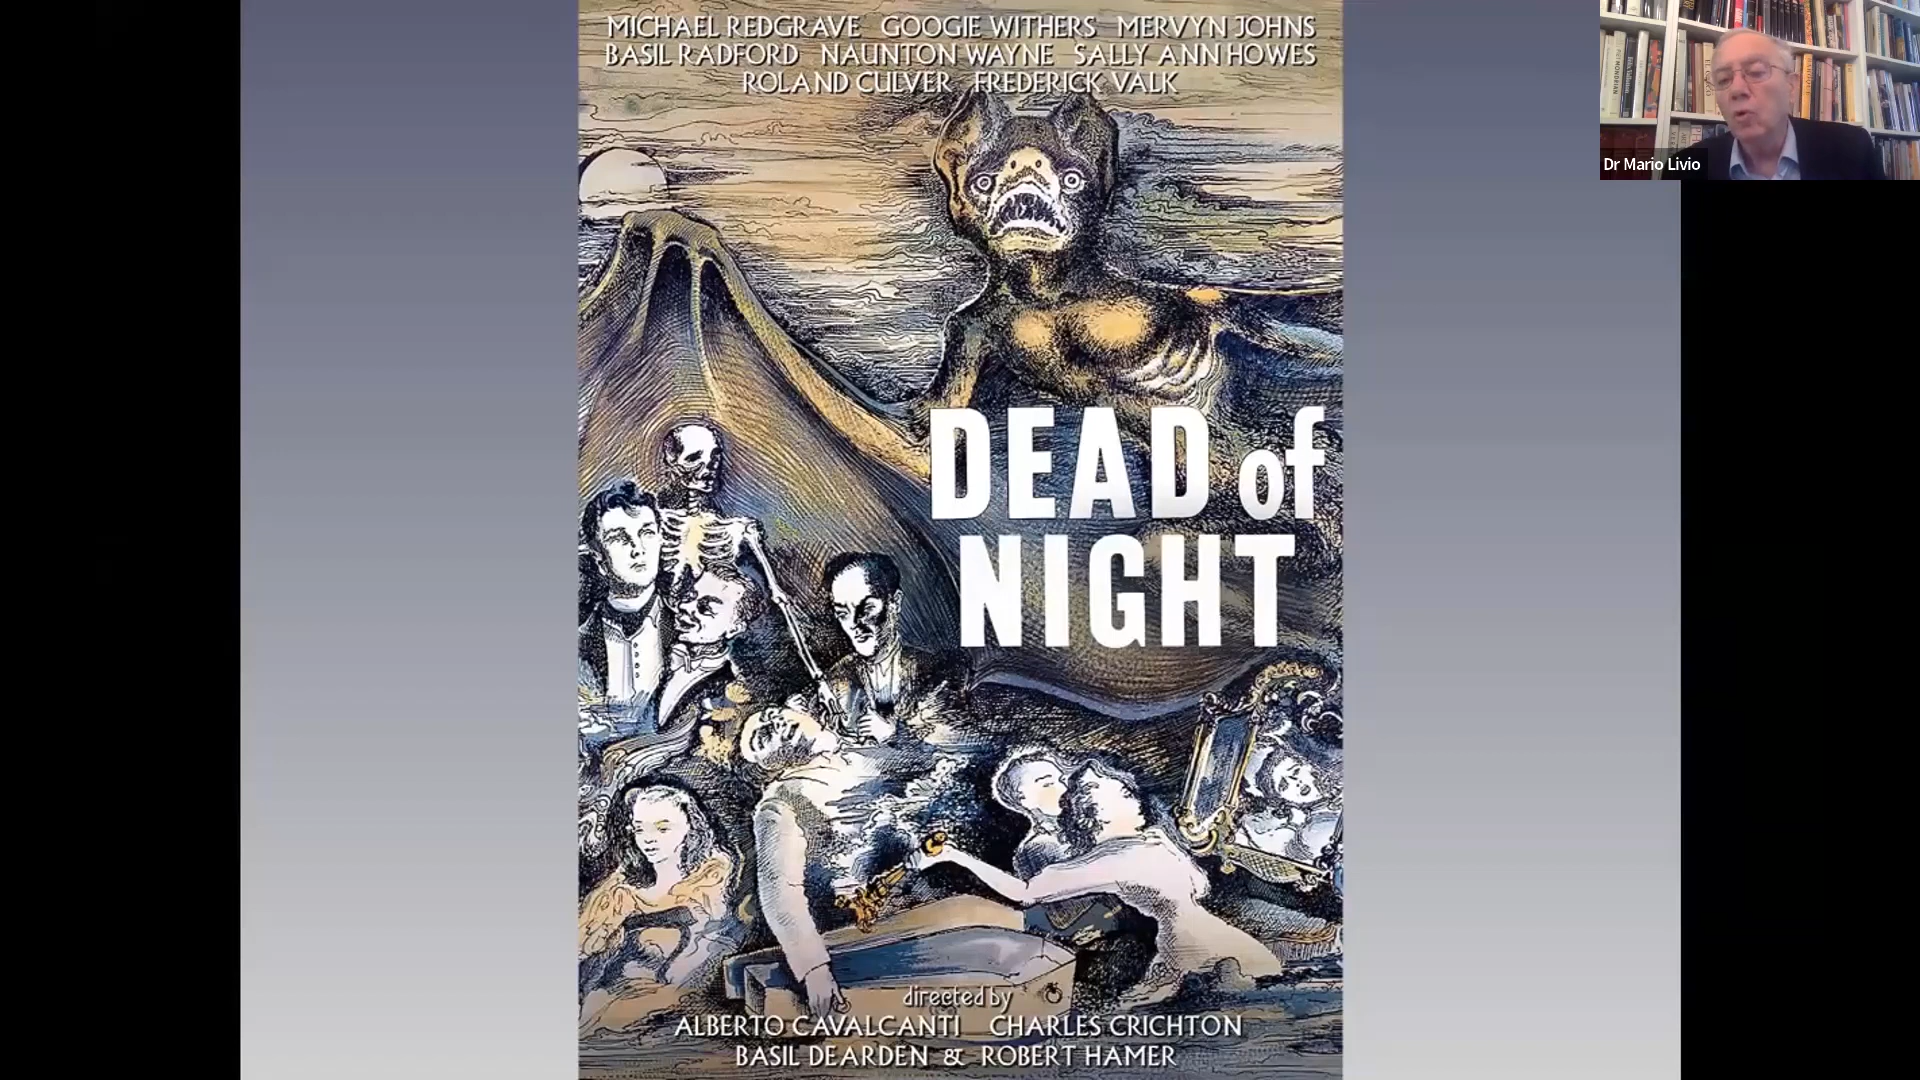 MICHAEL REDGRAVE GOOGIE WITHERS MERVYN JOHNS
BASIL RADFORD NAUNTON WAYNE SALLY ANN HOWES
ROLAND CULVER FREDERICK VALK
DEAD of
NIGHT
directed by
ALBERTO CAVALCANTI CHARLES CRICHTON
BASIL DEARDEN & ROBERT HAMER
Dr Mario Livio